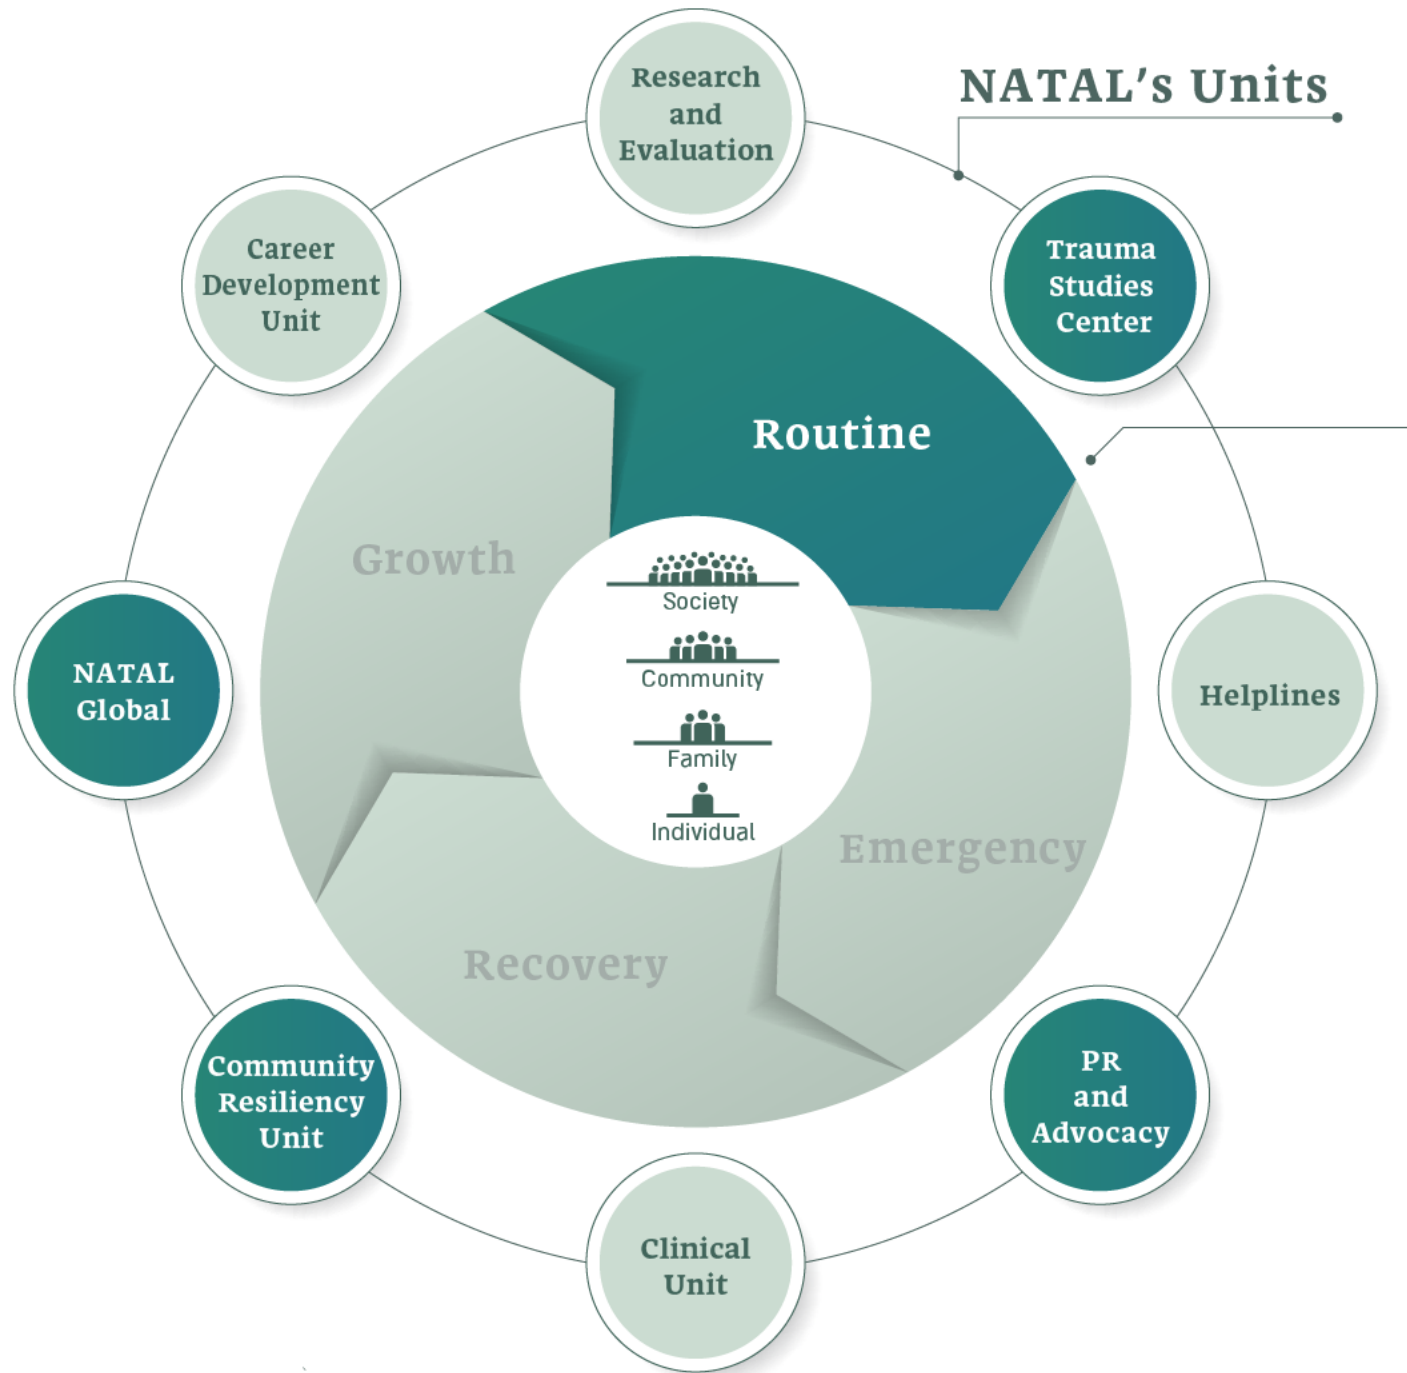 NATAL's Units
Research
and
Evaluation
Trauma
Studies
Center
Helplines
PR
and
Advocacy
Clinical
Unit
Community
Resiliency
Unit
NATAL
Global
Career
Development
Unit
Routine
Emergency
Recovery
Growth
Society
Community
Family
Individual